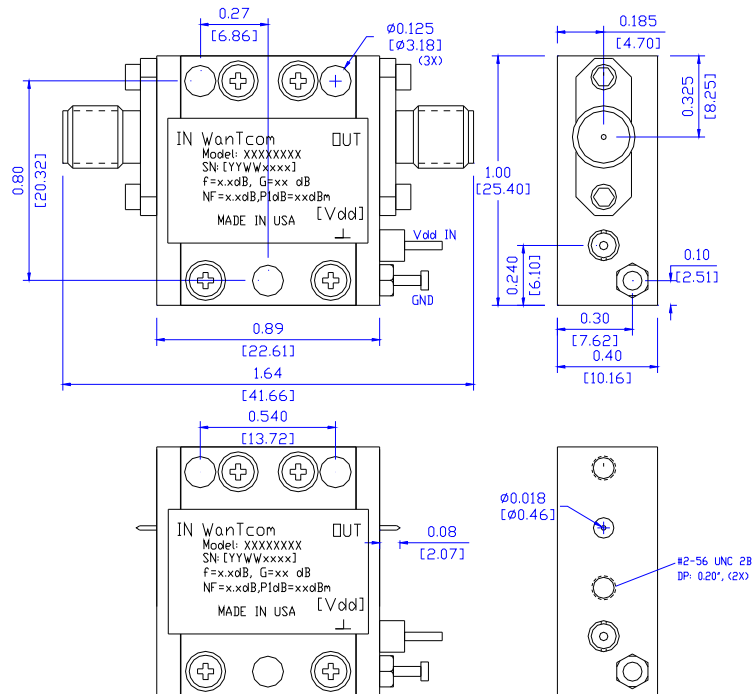 0.27
[6.86]
Ø0.125
[Ø3.18]
(3X)
0.185
[4.70]
0.325
[8.25]
0.80
[20.32]
IN WanTcom OUT
Model: XXXXXXXX
SN: [YYWWxxxx]
f=x.xdB, G=xx dB
NF=x.xdB,P1dB=xxdBm
MADE IN USA
[Vdd]
Vdd IN
GND
1.00
[25.40]
0.240
[6.10]
0.10
[2.51]
0.89
[22.61]
0.30
[7.62]
0.40
[10.16]
1.64
[41.66]
0.540
[13.72]
IN WanTcom OUT
Model: XXXXXXXX
SN: [YYWWxxxx]
f=x.xdB, G=xx dB
NF=x.xdB,P1dB=xxdBm
MADE IN USA
[Vdd]
0.08
[2.07]
Ø0.018
[Ø0.46]
#2-56 UNC 2B
DP: 0.20", (2X)